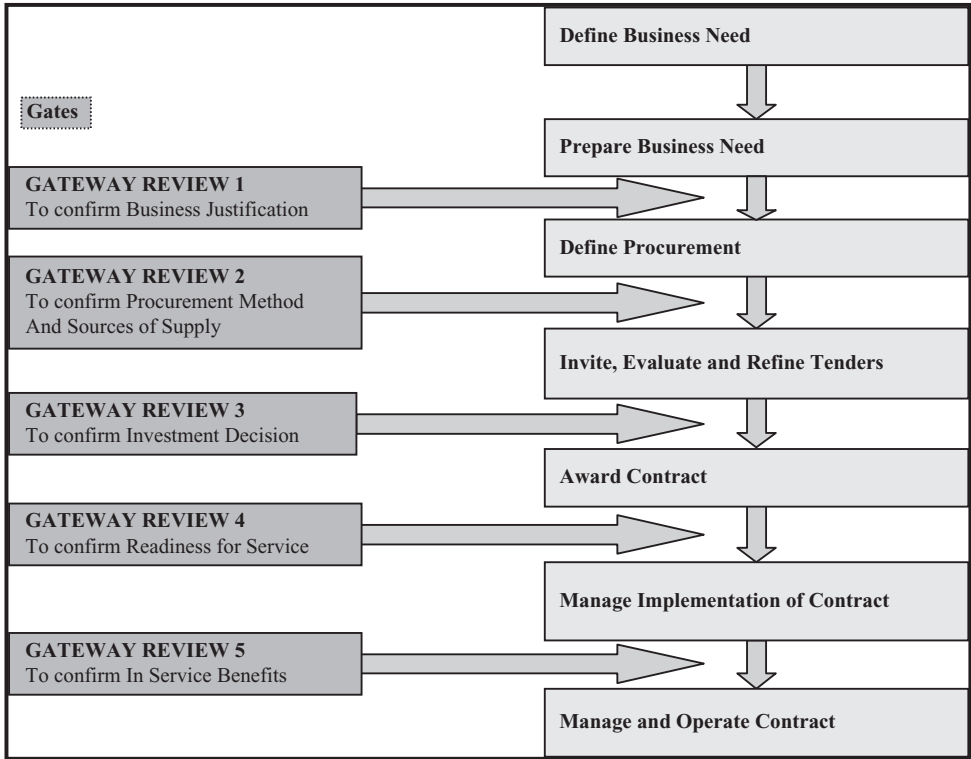 Define Business Need
Gates
Prepare Business Need
GATEWAY REVIEW 1
To confirm Business Justification
Define Procurement
GATEWAY REVIEW 2
To confirm Procurement Method
And Sources of Supply
Invite, Evaluate and Refine Tenders
GATEWAY REVIEW 3
To confirm Investment Decision
Award Contract
GATEWAY REVIEW 4
To confirm Readiness for Service
Manage Implementation of Contract
GATEWAY REVIEW 5
To confirm In Service Benefits
Manage and Operate Contract